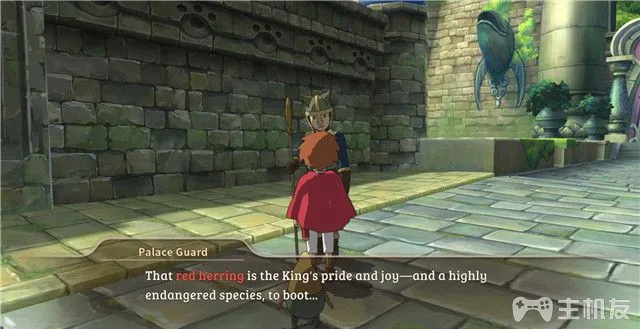 Palace Guard
That red herring is the King's pride and joy—and a highly
endangered species, to boot...
主机友